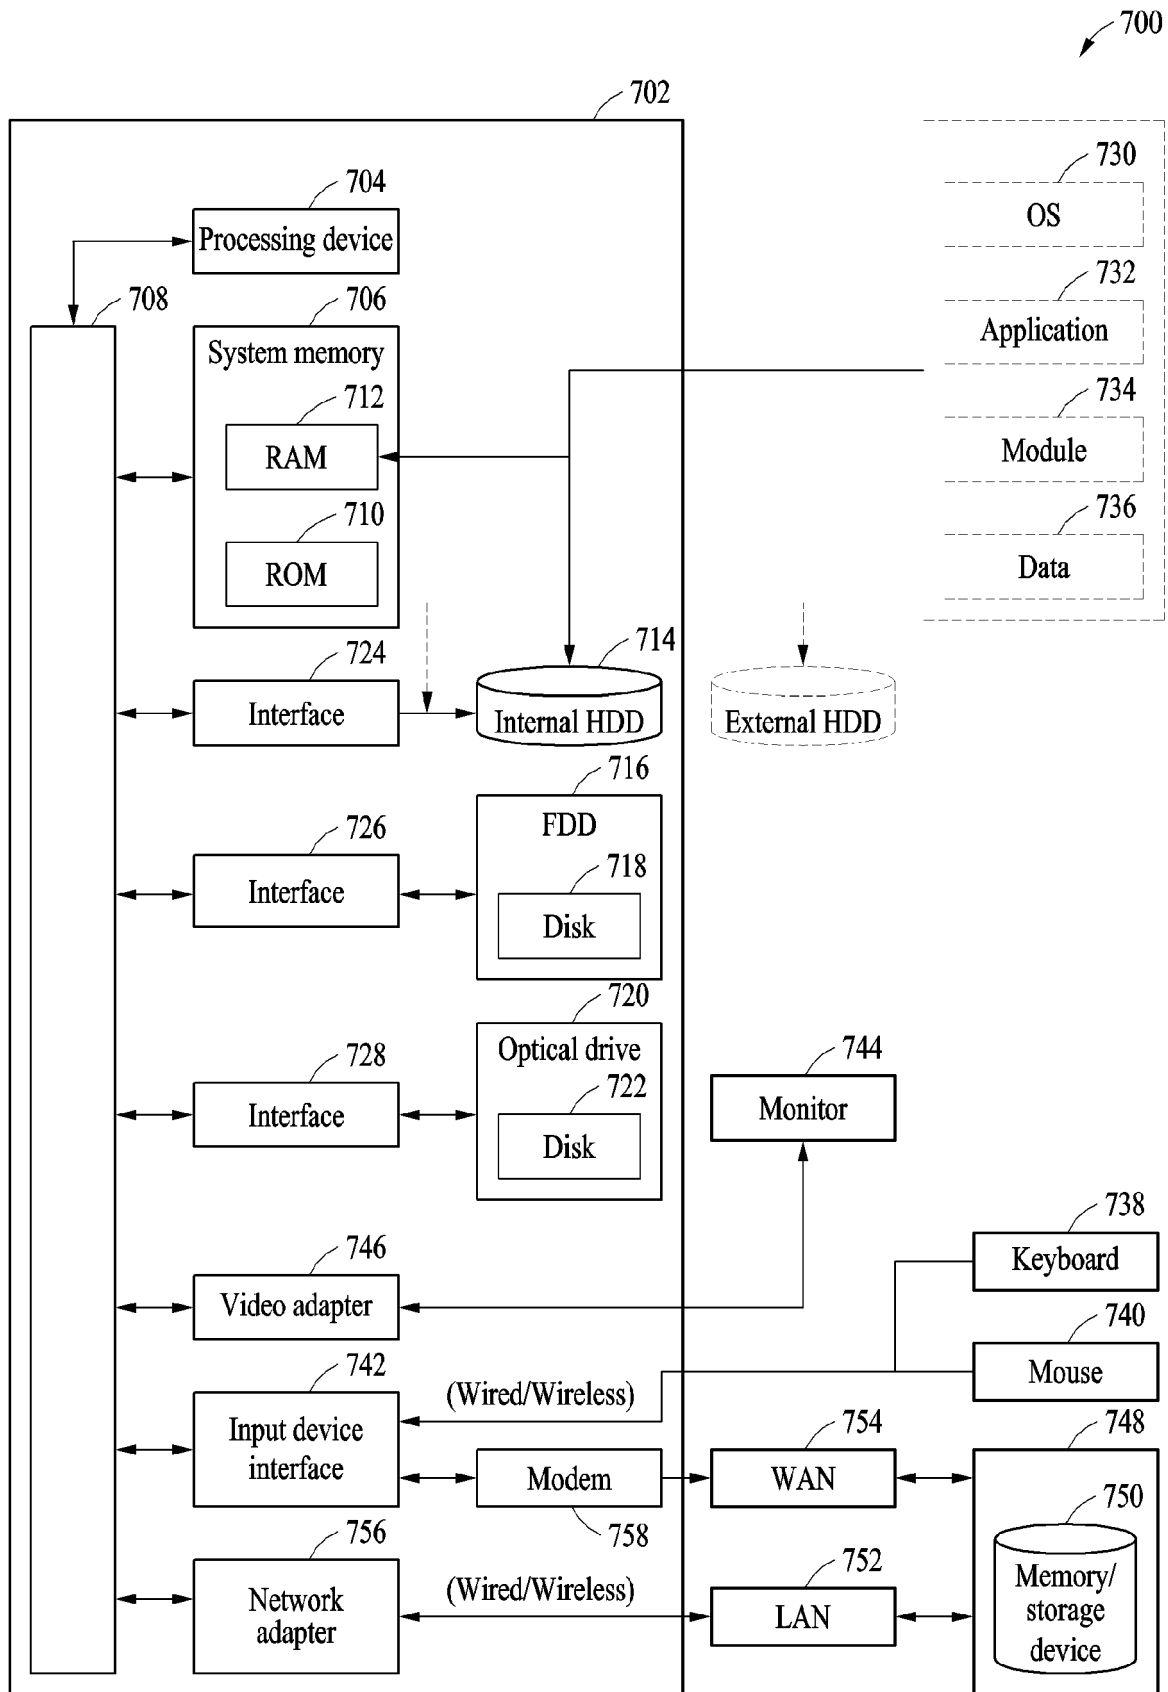 700
702
704
Processing device
708
706
System memory
712
RAM
710
ROM
730
OS
732
Application
734
Module
736
Data
724
Interface
714
Internal HDD
External HDD
726
Interface
716
FDD
718
Disk
728
Interface
720
Optical drive
722
Disk
744
Monitor
746
Video adapter
738
Keyboard
740
Mouse
742
Input device
interface
(Wired/Wireless)
Modem
758
754
WAN
748
750
Memory/
storage
device
756
Network
adapter
(Wired/Wireless)
752
LAN